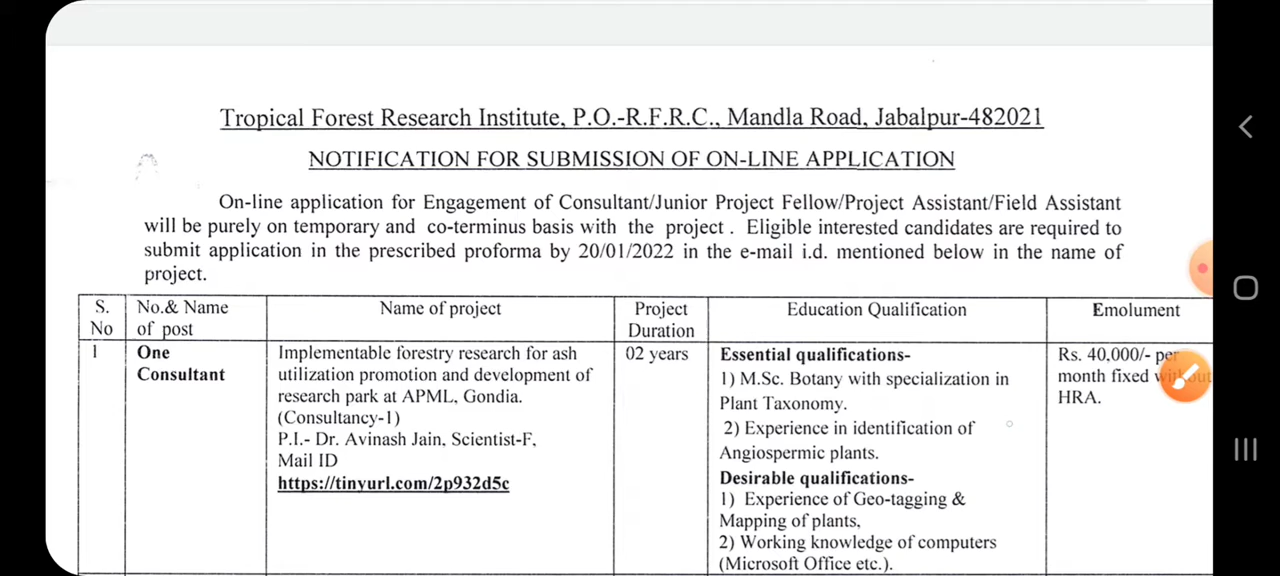 Tropical Forest Research Institute, P.O.-R.F.R.C., Mandla Road, Jabalpur-482021
NOTIFICATION FOR SUBMISSION OF ON-LINE APPLICATION
On-line application for Engagement of Consultant/Junior Project Fellow/Project Assistant/Field Assistant
will be purely on temporary and co-terminus basis with the project . Eligible interested candidates are required to
submit application in the prescribed proforma by 20/01/2022 in the e-mail i.d. mentioned below in the name of
project.
S.
No
No.& Name
of post
Name of project
Project
Duration
Education Qualification
Emolument
1
One
Consultant
Implementable forestry research for ash
utilization promotion and development of
research park at APML, Gondia.
(Consultancy-1)
P.I.- Dr. Avinash Jain, Scientist-F,
Mail ID
https://tinyurl.com/2p932d5c
02 years
Essential qualifications-
1) M.Sc. Botany with specialization in
Plant Taxonomy.
2) Experience in identification of
Angiospermic plants.
Desirable qualifications-
1) Experience of Geo-tagging &
Mapping of plants,
2) Working knowledge of computers
(Microsoft Office etc.).
Rs. 40,000/- per
month fixed without
HRA.